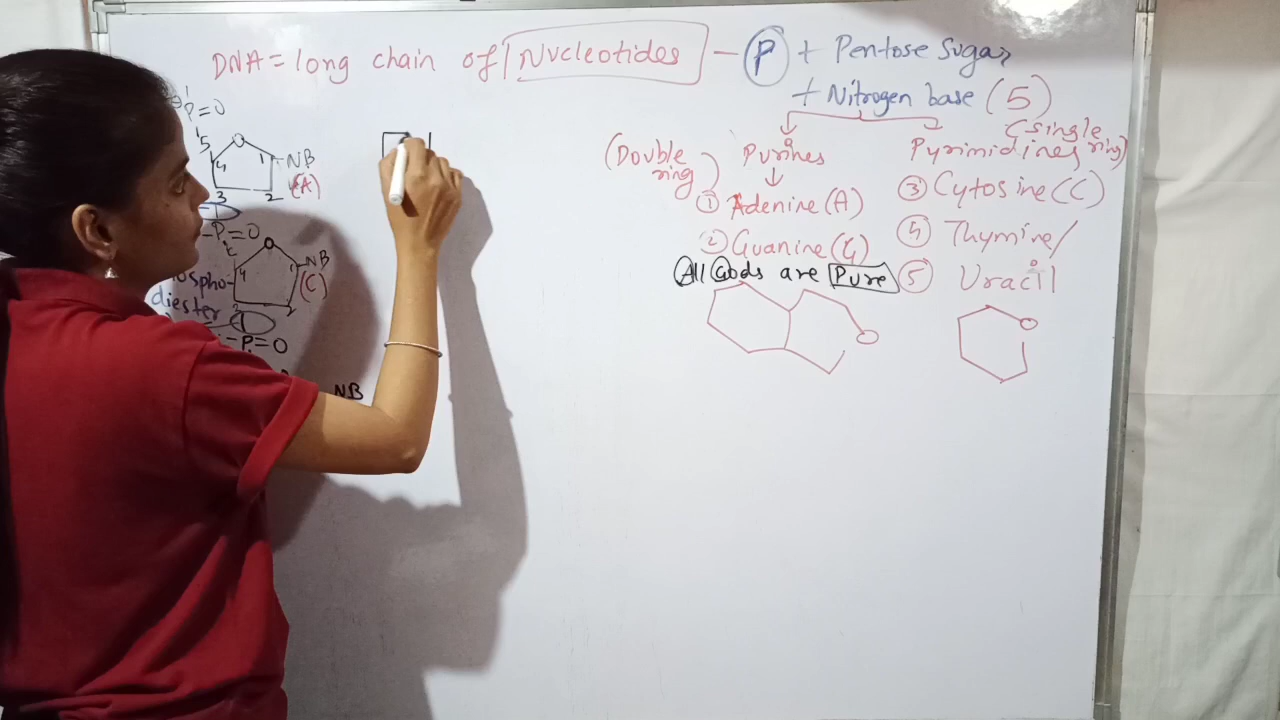 DNA = long chain of Nucleotides - P + Pentose Sugar
+ Nitrogen base (5)
(Double ring) Purines
Pyrimidines (single ring)
① Adenine (A)
② Guanine (G)
All Gods are Pure
③ Cytosine (C)
④ Thymine/
⑤ Uracil
P=O
5
O
4
1
NB
(A)
3
2
-P=O
O
4
1
NB
(C)
diester
-P=O
NB